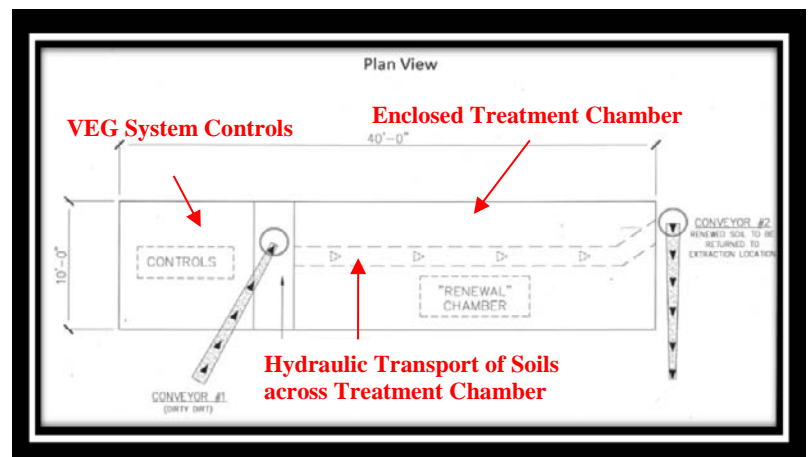 Plan View
VEG System Controls
Enclosed Treatment Chamber
40'-0"
10'-0"
CONTROLS
"RENEWAL"
CHAMBER
CONVEYOR #2
RENEWED SOIL TO BE
RETURNED TO
EXTRACTION LOCATION
Hydraulic Transport of Soils
across Treatment Chamber
CONVEYOR #1
(DIRTY DIRT)